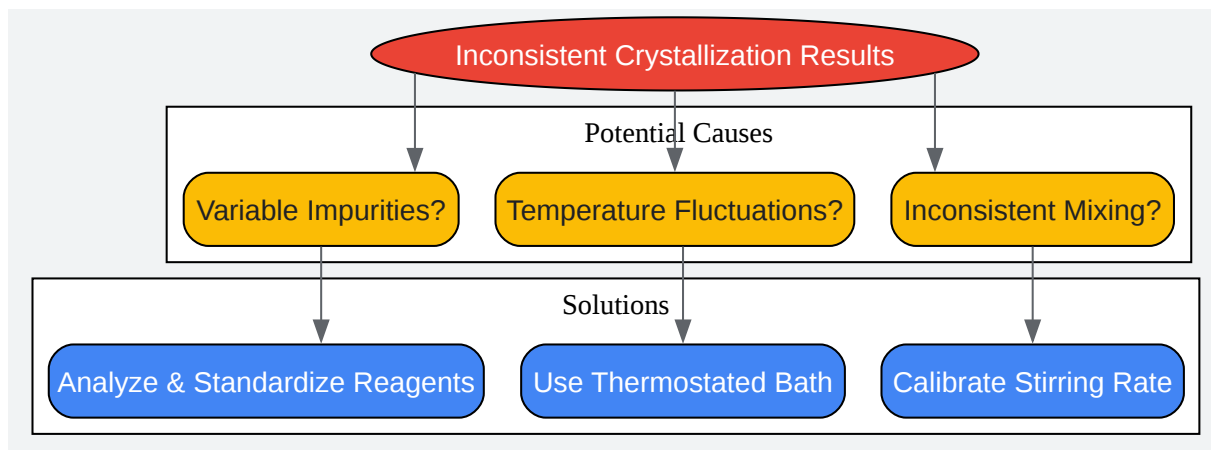 Inconsistent Crystallization Results
Potential Causes
Variable Impurities?
Temperature Fluctuations?
Inconsistent Mixing?
Solutions
Analyze & Standardize Reagents
Use Thermostated Bath
Calibrate Stirring Rate